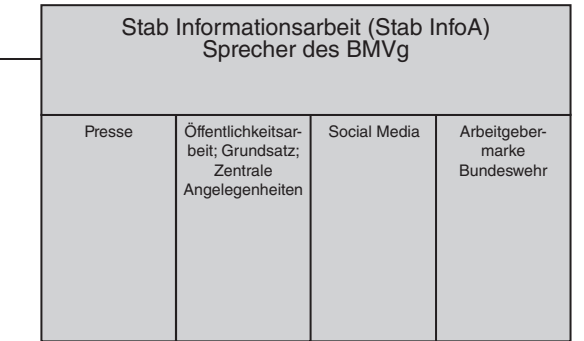 Stab Informationsarbeit (Stab InfoA)
Sprecher des BMVg
Presse
Öffentlichkeitsar-
beit; Grundsatz;
Zentrale
Angelegenheiten
Social Media
Arbeitgeber-
marke
Bundeswehr